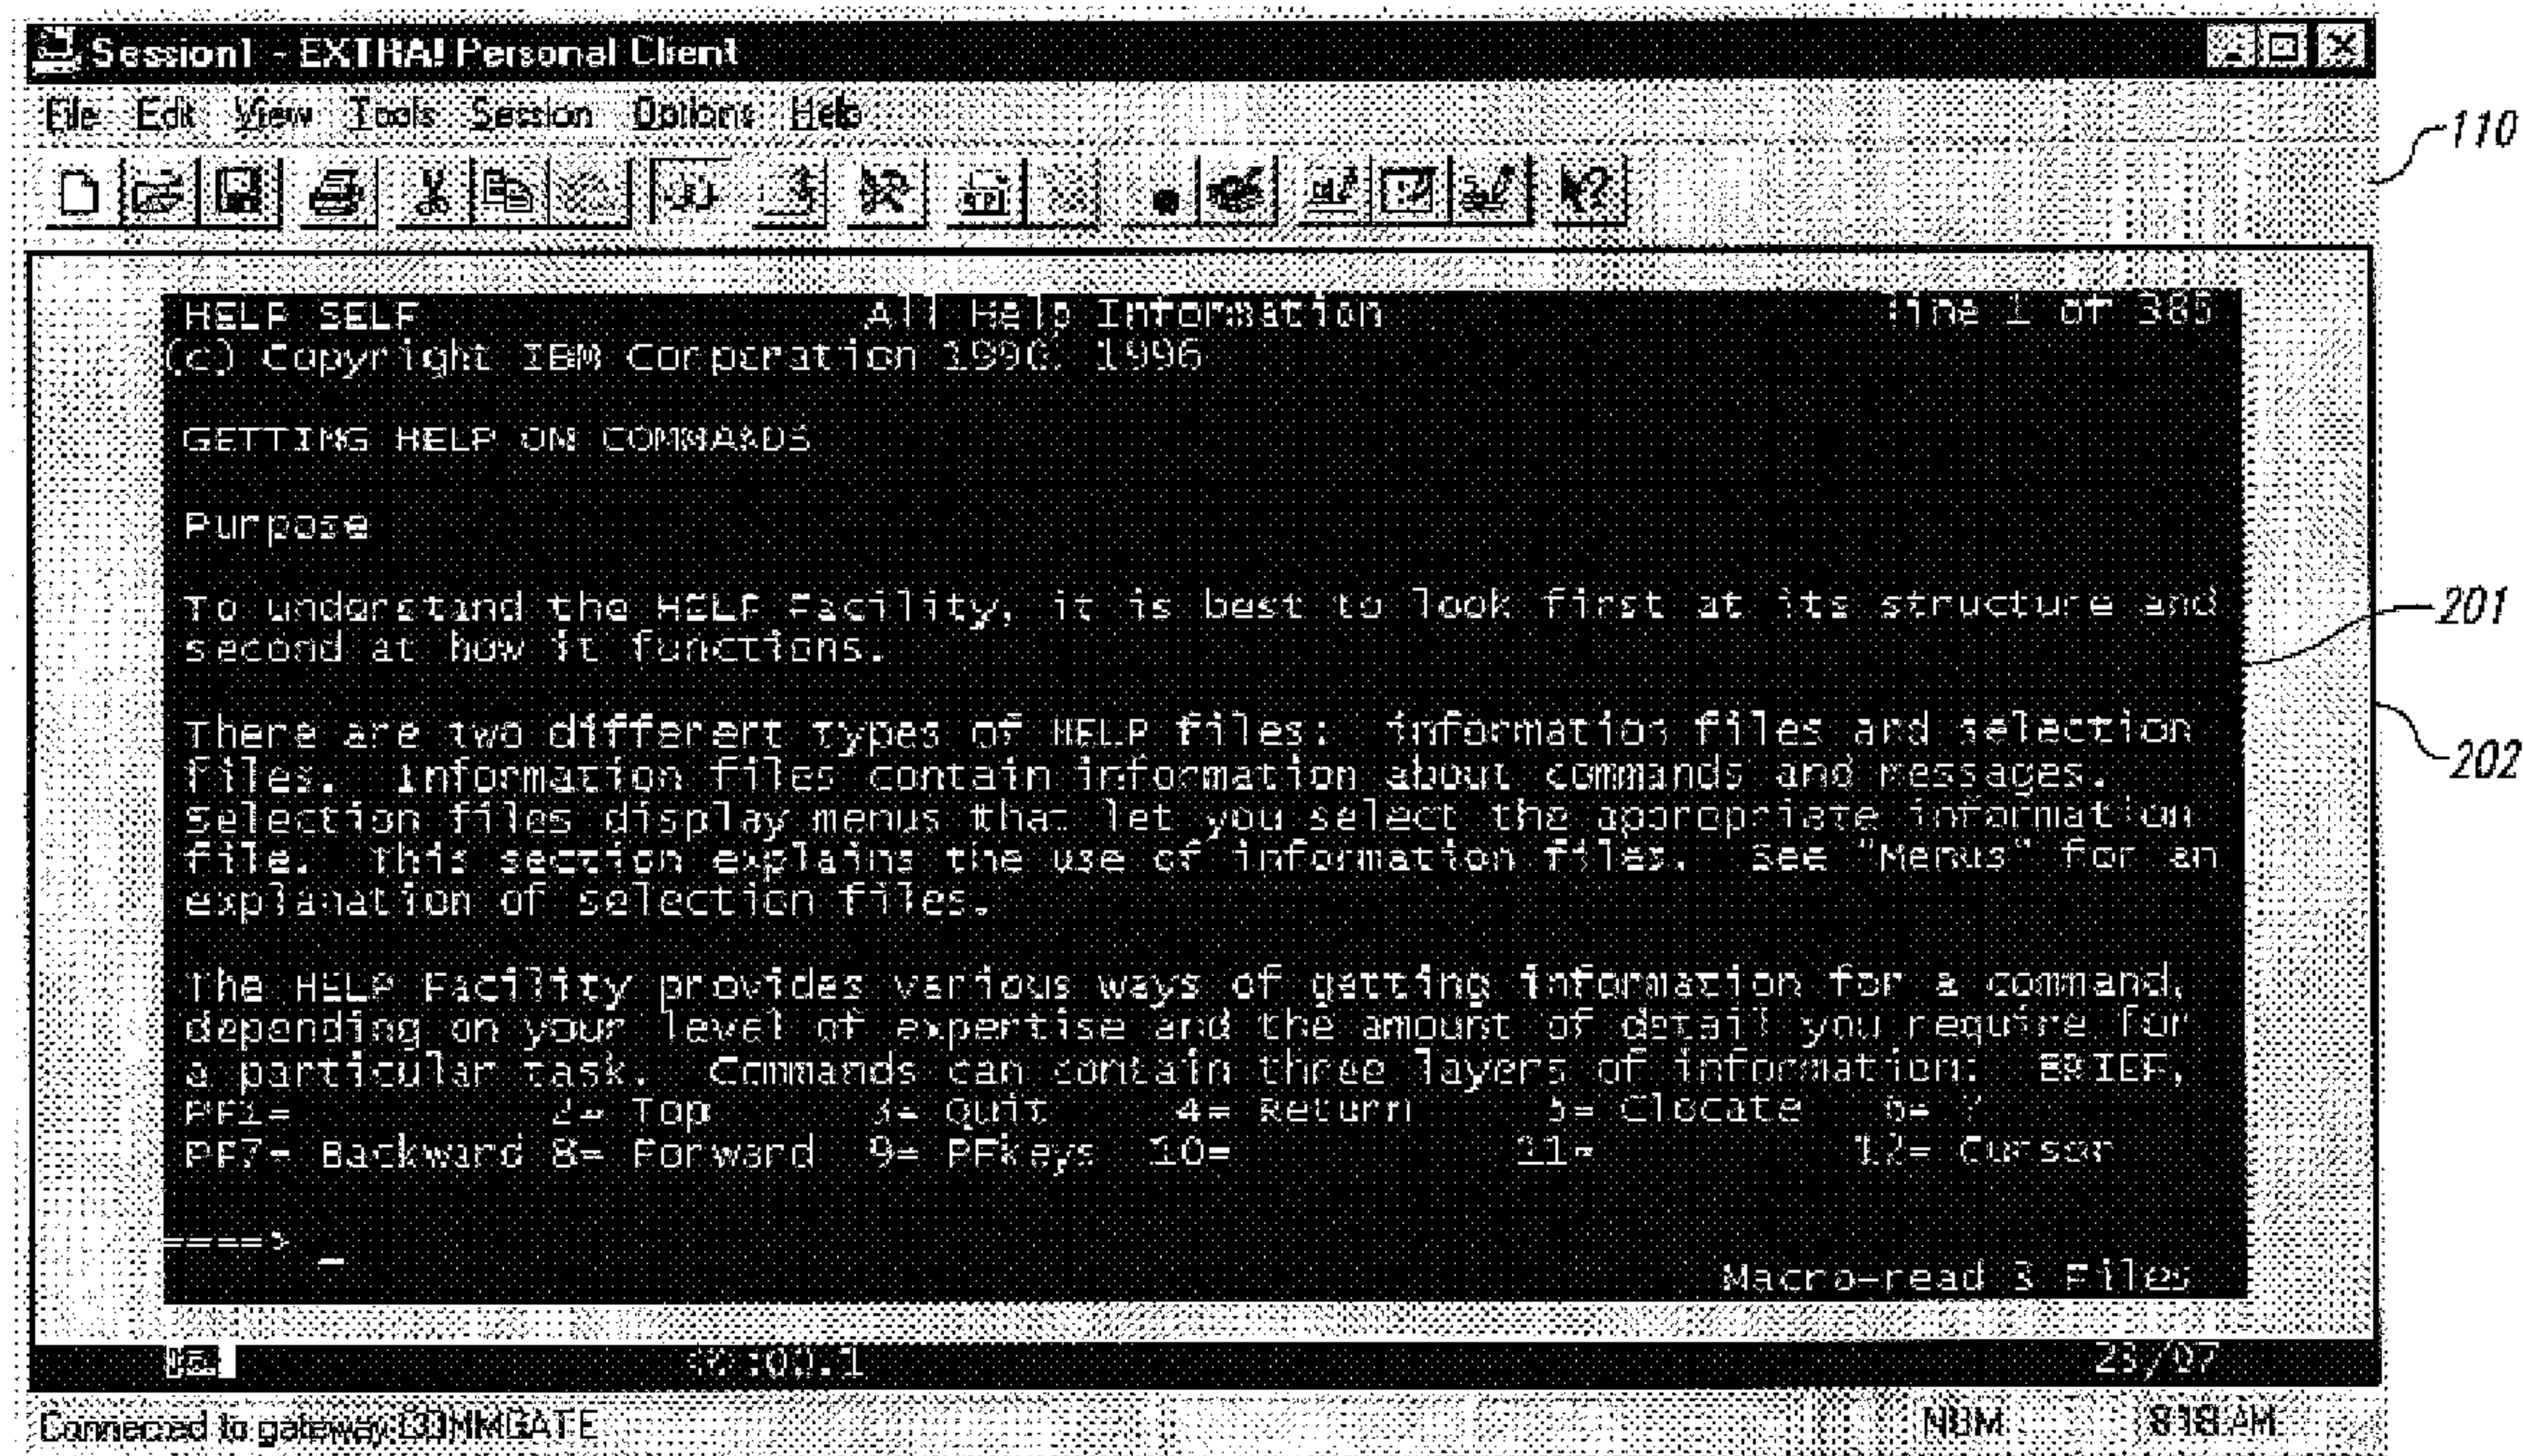 Session1 - EXTRA! Personal Client
File Edit View Tools Session Options Help
110
HELP SELF All Help Information line 1 of 385
(c) Copyright IBM Corporation 1990, 1996
GETTING HELP ON COMMANDS
Purpose
To understand the HELP Facility, it is best to look first at its structure and
second at how it functions.
201
There are two different types of HELP files: information files and selection
files. Information files contain information about commands and messages.
202
Selection files display menus that let you select the appropriate information
file. This section explains the use of information files. See "Menus" for an
explanation of selection files.
The HELP Facility provides various ways of getting information for a command,
depending on your level of expertise and the amount of detail you require for
a particular task. Commands can contain three layers of information: BRIEF,
PF1= 2= Top 3= Quit 4= Return 5= Clocate 6= ?
PF7= Backward 8= Forward 9= PFkeys 10= 11= 12= Cursor
====> _
Macro-read 3 Files
23/07
Connected to gateway COMMGATE NUM 8:18 AM